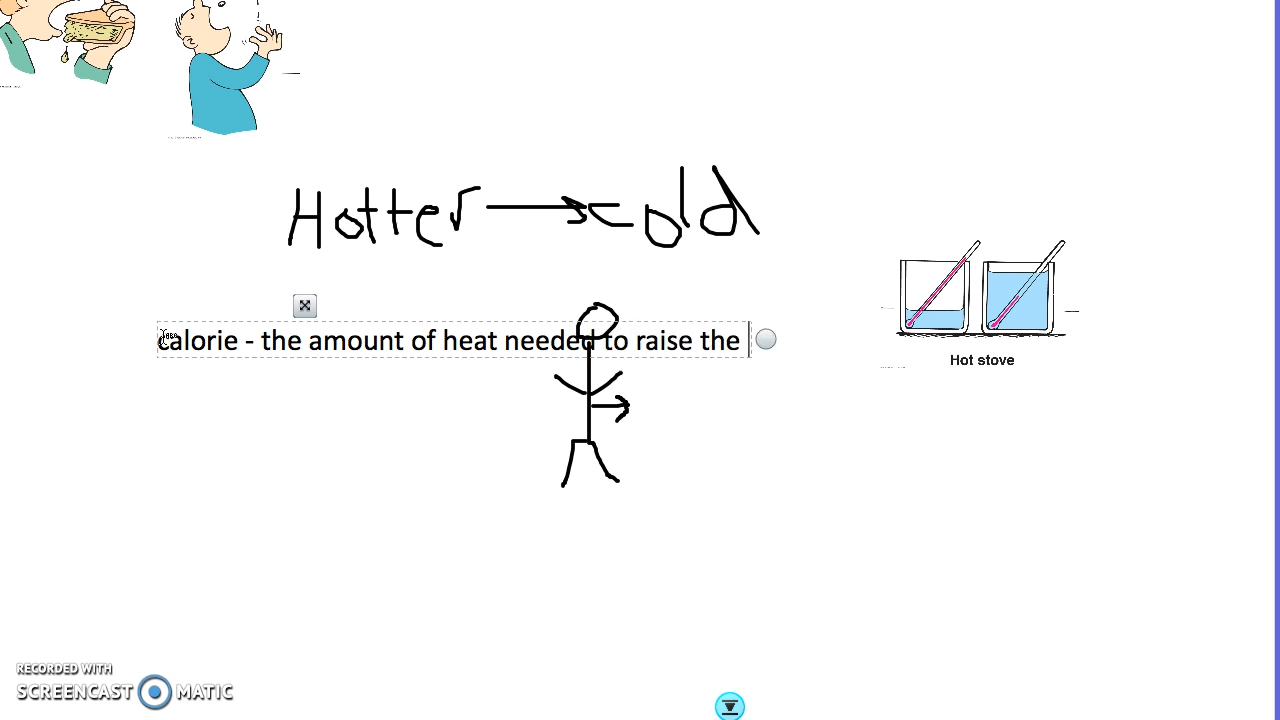 Hotter cold
calorie - the amount of heat needed to raise the
Hot stove
RECORDED WITH
SCREENCAST MATIC